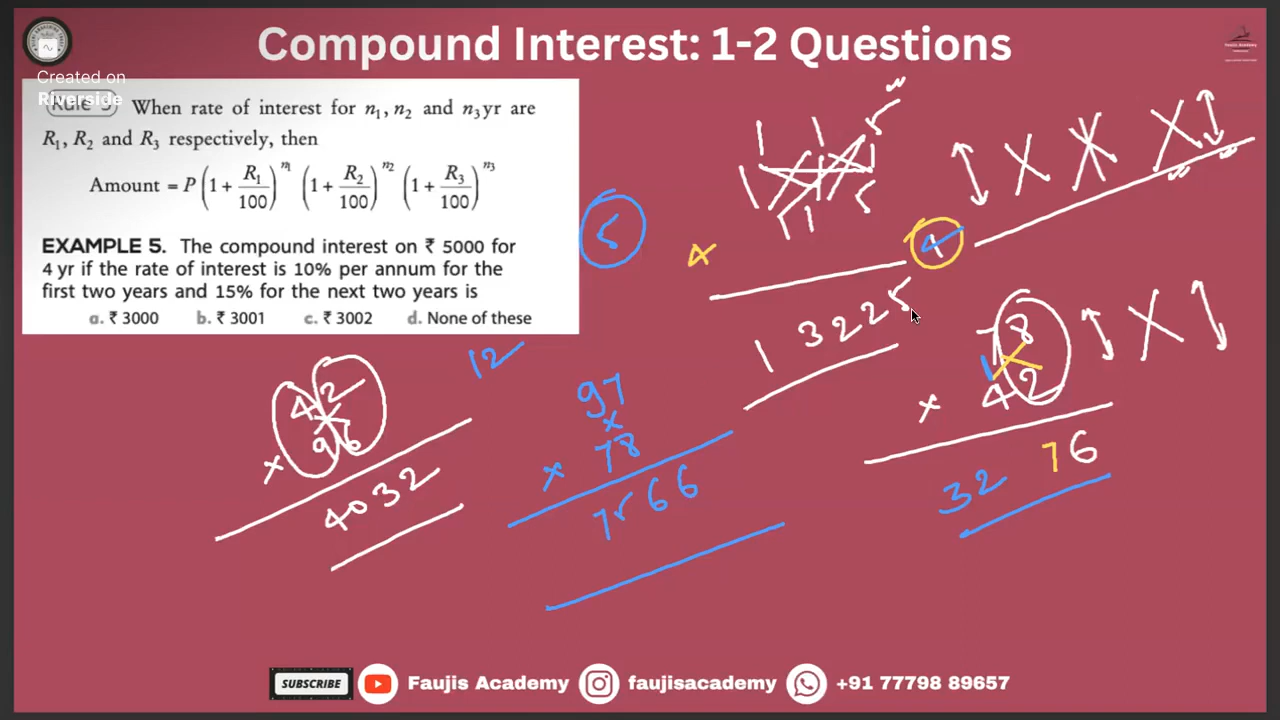 Compound Interest: 1-2 Questions
Created on
Riverside
Rule 5 When rate of interest for n₁, n₂ and n₃ yr are
R₁, R₂ and R₃ respectively, then
Amount = P (1 + R₁/100)^n₁ (1 + R₂/100)^n₂ (1 + R₃/100)^n₃
EXAMPLE 5. The compound interest on ₹ 5000 for
4 yr if the rate of interest is 10% per annum for the
first two years and 15% for the next two years is
a. ₹ 3000 b. ₹ 3001 c. ₹ 3002 d. None of these
5
4
13225
12
42
× 96
4032
97
× 78
7566
78
× 42
3276
SUBSCRIBE Faujis Academy faujisacademy +91 77798 89657